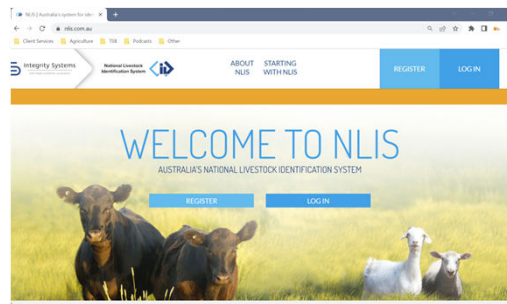 NLIS | Australia's system for iden
nlis.com.au
Client Services Agriculture TSB Podcasts Other
Integrity Systems
National Livestock
Identification System
ABOUT
NLIS
STARTING
WITH NLIS
REGISTER
LOG IN
WELCOME TO NLIS
AUSTRALIA'S NATIONAL LIVESTOCK IDENTIFICATION SYSTEM
REGISTER
LOG IN